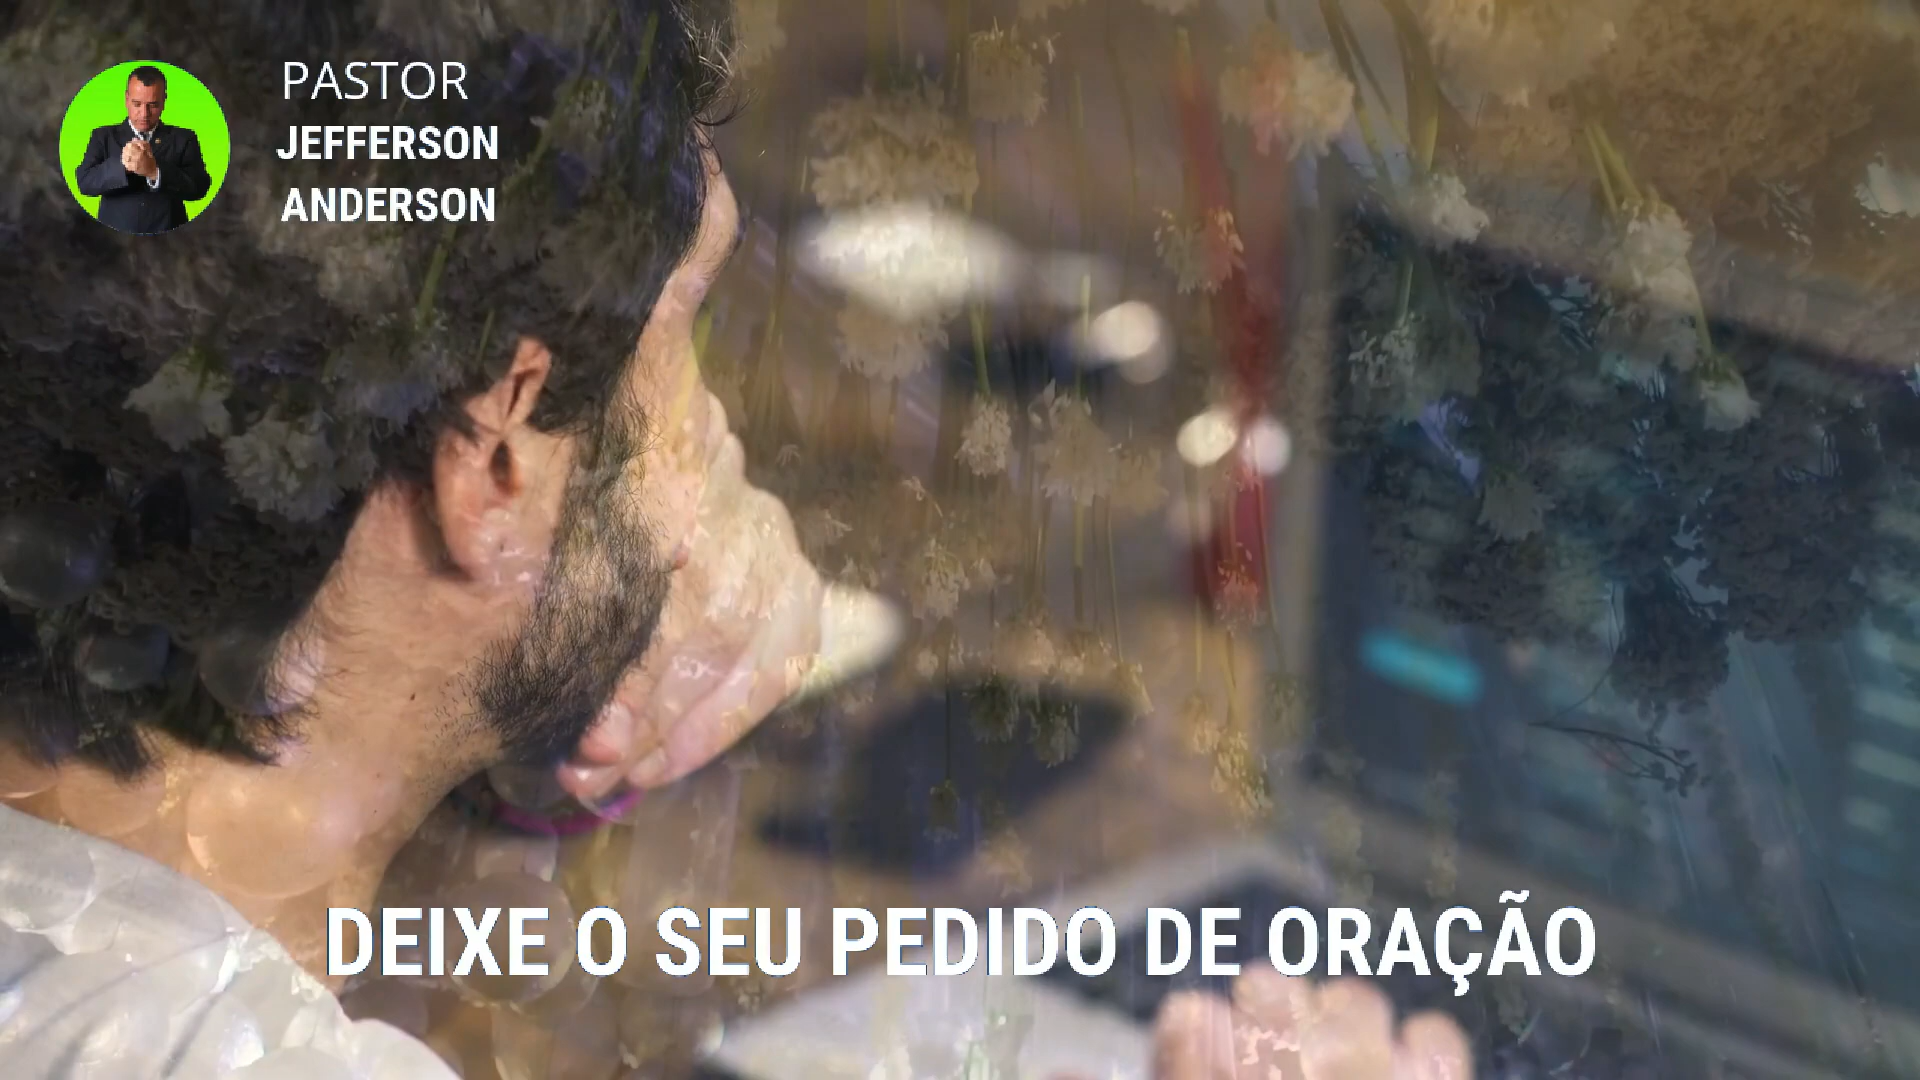 PASTOR
JEFFERSON
ANDERSON
DEIXE O SEU PEDIDO DE ORAÇÃO